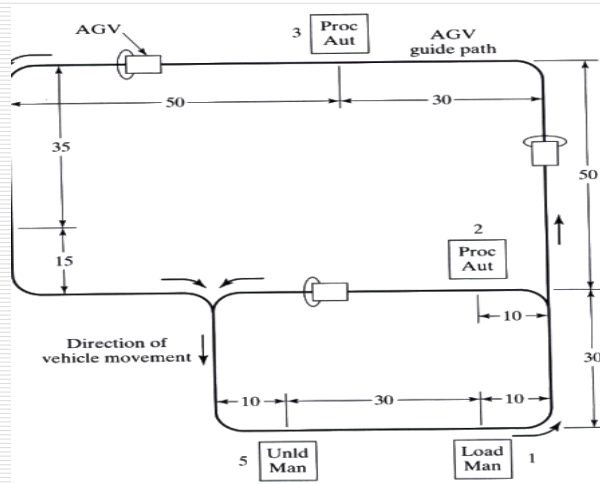 AGV
3
Proc
Aut
AGV
guide path
50
30
35
50
2
Proc
Aut
15
10
Direction of
vehicle movement
30
10
30
10
5
Unld
Man
Load
Man
1